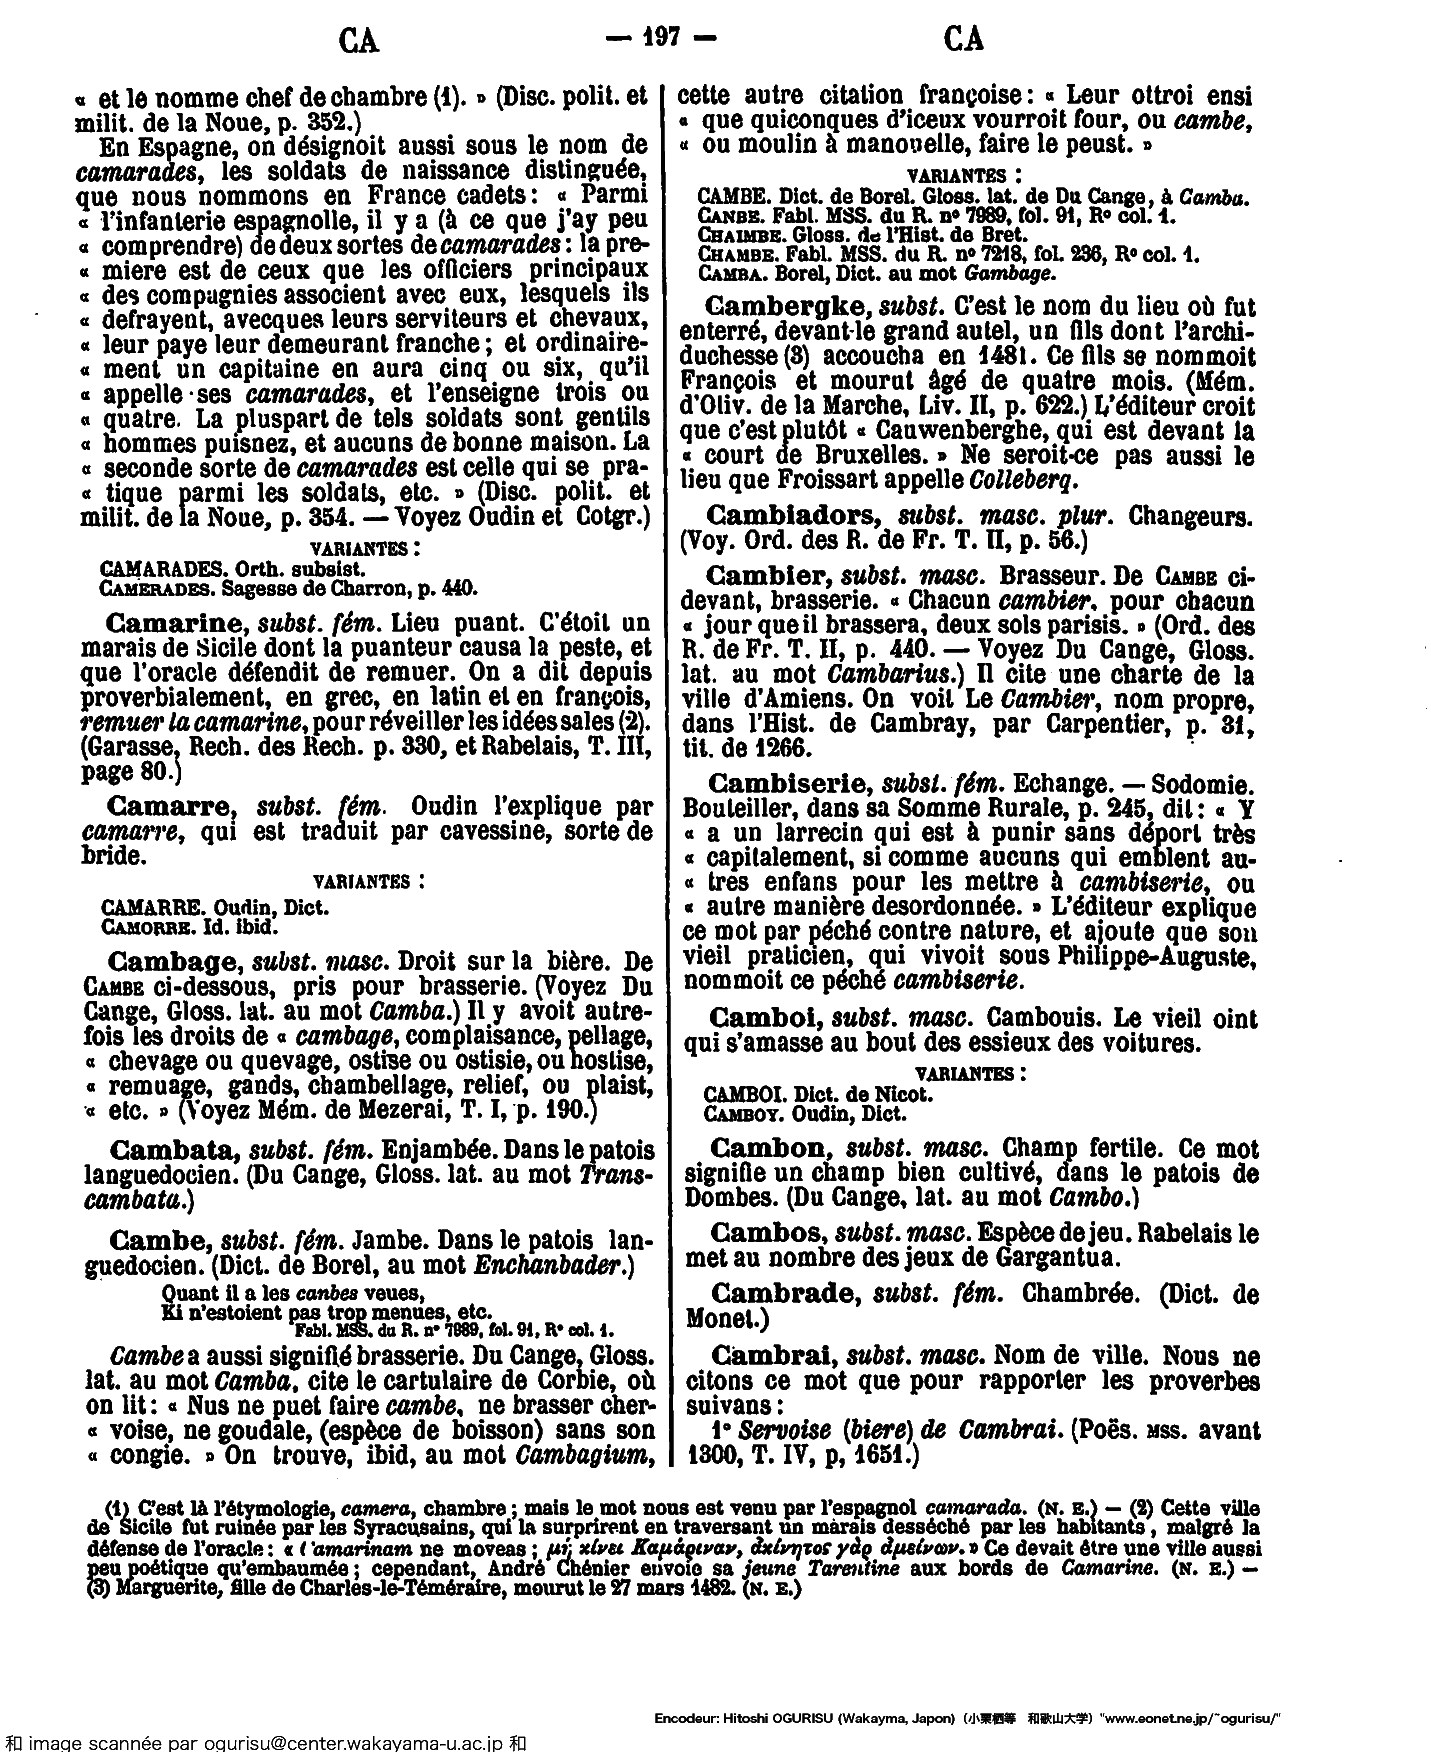 CA — 197 — CA
« et le nomme chef de chambre (1). » (Disc. polit. et
milit. de la Noue, p. 352.)
En Espagne, on désignoit aussi sous le nom de
camarades, les soldats de naissance distinguée,
que nous nommons en France cadets : « Parmi
« l'infanterie espagnolle, il y a (à ce que j'ay peu
« comprendre) de deux sortes de camarades : la pre-
« miere est de ceux que les officiers principaux
« des compagnies associent avec eux, lesquels ils
« defrayent, avecques leurs serviteurs et chevaux,
« leur paye leur demeurant franche ; et ordinaire-
« ment un capitaine en aura cinq ou six, qu'il
« appelle ses camarades, et l'enseigne trois ou
« quatre. La pluspart de tels soldats sont gentils
« hommes puisnez, et aucuns de bonne maison. La
« seconde sorte de camarades est celle qui se pra-
« tique parmi les soldats, etc. » (Disc. polit. et
milit. de la Noue, p. 354. — Voyez Oudin et Cotgr.)
VARIANTES :
CAMARADES. Orth. subsist.
CAMERADES. Sagesse de Charron, p. 440.
Camarine, subst. fém. Lieu puant. C'étoit un
marais de Sicile dont la puanteur causa la peste, et
que l'oracle défendit de remuer. On a dit depuis
proverbialement, en grec, en latin et en françois,
remuer la camarine, pour réveiller les idées sales (2).
(Garasse, Rech. des Rech. p. 330, et Rabelais, T. III,
page 80.)
Camarre, subst. fém. Oudin l'explique par
camarre, qui est traduit par cavessine, sorte de
bride.
VARIANTES :
CAMARRE. Oudin, Dict.
CAMORRE. Id. ibid.
Cambage, subst. masc. Droit sur la bière. De
CAMBE ci-dessous, pris pour brasserie. (Voyez Du
Cange, Gloss. lat. au mot Camba.) Il y avoit autre-
fois les droits de « cambage, complaisance, pellage,
« chevage ou quevage, ostise ou ostisie, ou hostise,
« remuage, gands, chambellage, relief, ou plaist,
« etc. » (Voyez Mém. de Mezerai, T. I, p. 190.)
Cambata, subst. fém. Enjambée. Dans le patois
languedocien. (Du Cange, Gloss. lat. au mot Trans-
cambata.)
Cambe, subst. fém. Jambe. Dans le patois lan-
guedocien. (Dict. de Borel, au mot Enchanbader.)
Quant il a les canbes veues,
Ki n'estoient pas trop menues, etc.
Fabl. MSS. du R. n° 7989, fol. 91, R° col. 1.
Cambe a aussi signifié brasserie. Du Cange, Gloss.
lat. au mot Camba, cite le cartulaire de Corbie, où
on lit : « Nus ne puet faire cambe, ne brasser cher-
« voise, ne goudale, (espèce de boisson) sans son
« congie. » On trouve, ibid, au mot Cambagium,
cette autre citation françoise : « Leur ottroi ensi
« que quiconques d'iceux vourroit four, ou cambe,
« ou moulin à manouelle, faire le peust. »
VARIANTES :
CAMBE. Dict. de Borel. Gloss. lat. de Du Cange, à Camba.
CANBE. Fabl. MSS. du R. n° 7989, fol. 91, R° col. 1.
CHAIMBE. Gloss. de l'Hist. de Bret.
CHAMBE. Fabl. MSS. du R. n° 7218, fol. 236, R° col. 1.
CAMBA. Borel, Dict. au mot Gambage.
Cambergke, subst. C'est le nom du lieu où fut
enterré, devant-le grand autel, un fils dont l'archi-
duchesse (3) accoucha en 1481. Ce fils se nommoit
François et mourut âgé de quatre mois. (Mém.
d'Oliv. de la Marche, Liv. II, p. 622.) L'éditeur croit
que c'est plutôt « Cauwenberghe, qui est devant la
« court de Bruxelles. » Ne seroit-ce pas aussi le
lieu que Froissart appelle Colleberq.
Cambiadors, subst. masc. plur. Changeurs.
(Voy. Ord. des R. de Fr. T. II, p. 56.)
Cambier, subst. masc. Brasseur. De CAMBE ci-
devant, brasserie. « Chacun cambier, pour chacun
« jour que il brassera, deux sols parisis. » (Ord. des
R. de Fr. T. II, p. 440. — Voyez Du Cange, Gloss.
lat. au mot Cambarius.) Il cite une charte de la
ville d'Amiens. On voit Le Cambier, nom propre,
dans l'Hist. de Cambray, par Carpentier, p. 31,
tit. de 1266.
Cambiserie, subst. fém. Echange. — Sodomie.
Bouteiller, dans sa Somme Rurale, p. 245, dit : « Y
« a un larrecin qui est à punir sans déport très
« capitalement, si comme aucuns qui emblent au-
« tres enfans pour les mettre à cambiserie, ou
« autre manière desordonnée. » L'éditeur explique
ce mot par péché contre nature, et ajoute que son
vieil praticien, qui vivoit sous Philippe-Auguste,
nommoit ce péché cambiserie.
Camboi, subst. masc. Cambouis. Le vieil oint
qui s'amasse au bout des essieux des voitures.
VARIANTES :
CAMBOI. Dict. de Nicot.
CAMBOY. Oudin, Dict.
Cambon, subst. masc. Champ fertile. Ce mot
signifie un champ bien cultivé, dans le patois de
Dombes. (Du Cange, lat. au mot Cambo.)
Cambos, subst. masc. Espèce de jeu. Rabelais le
met au nombre des jeux de Gargantua.
Cambrade, subst. fém. Chambrée. (Dict. de
Monet.)
Cambrai, subst. masc. Nom de ville. Nous ne
citons ce mot que pour rapporter les proverbes
suivans :
1° Servoise (biere) de Cambrai. (Poës. MSS. avant
1300, T. IV, p, 1651.)
(1) C'est là l'étymologie, camera, chambre ; mais le mot nous est venu par l'espagnol camarada. (N. E.) — (2) Cette ville
de Sicile fut ruinée par les Syracusains, qui la surprirent en traversant un marais desséché par les habitants, malgré la
défense de l'oracle : « Camarinam ne moveas ; μὴ κίνει Καμάριναν, ἀκίνητος γὰρ ἀμείνων. » Ce devait être une ville aussi
peu poétique qu'embaumée ; cependant, André Chénier envoie sa jeune Tarentine aux bords de Camarine. (N. E.) —
(3) Marguerite, fille de Charles-le-Téméraire, mourut le 27 mars 1482. (N. E.)
Encodeur: Hitoshi OGURISU (Wakayma, Japon) (小栗栖等 和歌山大学) "www.eonet.ne.jp/~ogurisu/"
和 image scannée par ogurisu@center.wakayama-u.ac.jp 和